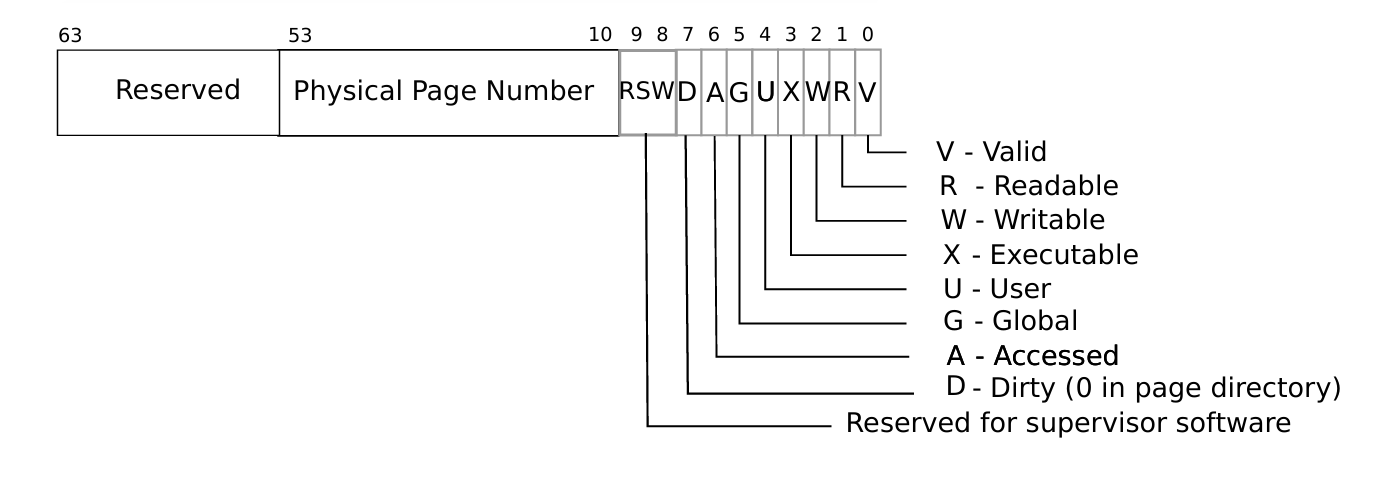 63 53 10 9 8 7 6 5 4 3 2 1 0
Reserved Physical Page Number RSW D A G U X W R V
V - Valid
R - Readable
W - Writable
X - Executable
U - User
G - Global
A - Accessed
D - Dirty (0 in page directory)
Reserved for supervisor software